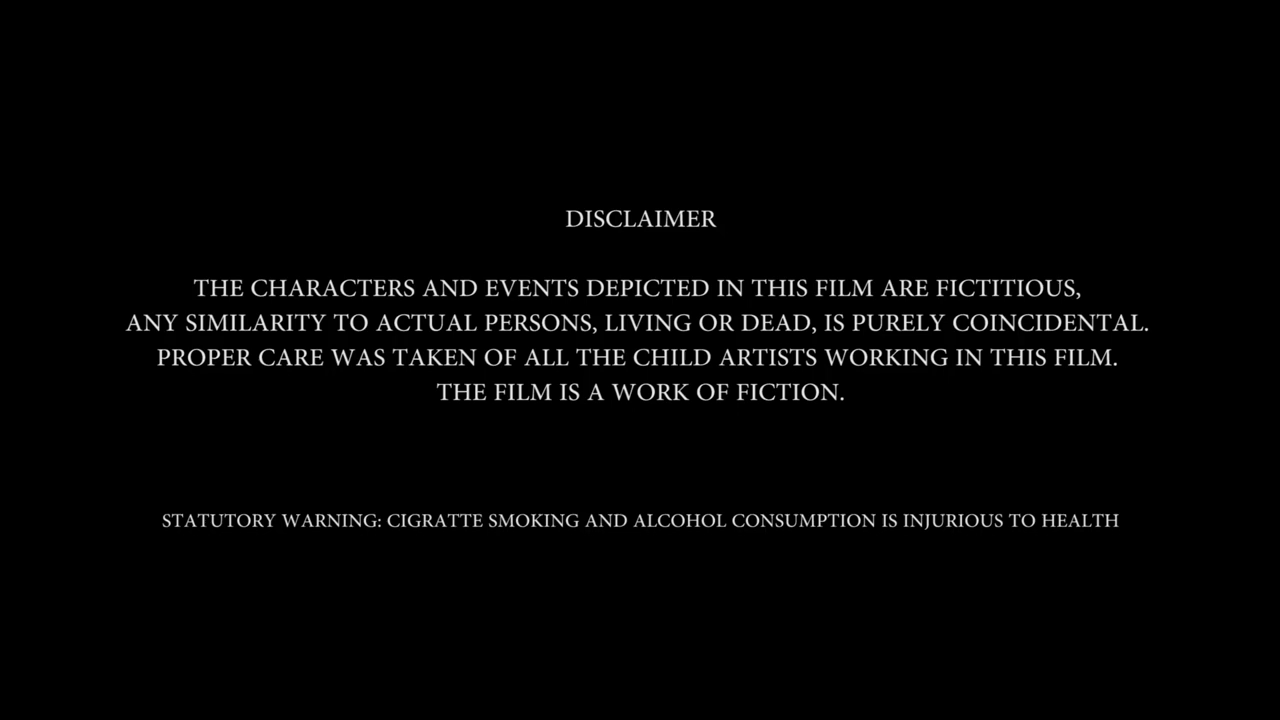 DISCLAIMER
THE CHARACTERS AND EVENTS DEPICTED IN THIS FILM ARE FICTITIOUS,
ANY SIMILARITY TO ACTUAL PERSONS, LIVING OR DEAD, IS PURELY COINCIDENTAL.
PROPER CARE WAS TAKEN OF ALL THE CHILD ARTISTS WORKING IN THIS FILM.
THE FILM IS A WORK OF FICTION.
STATUTORY WARNING: CIGRATTE SMOKING AND ALCOHOL CONSUMPTION IS INJURIOUS TO HEALTH